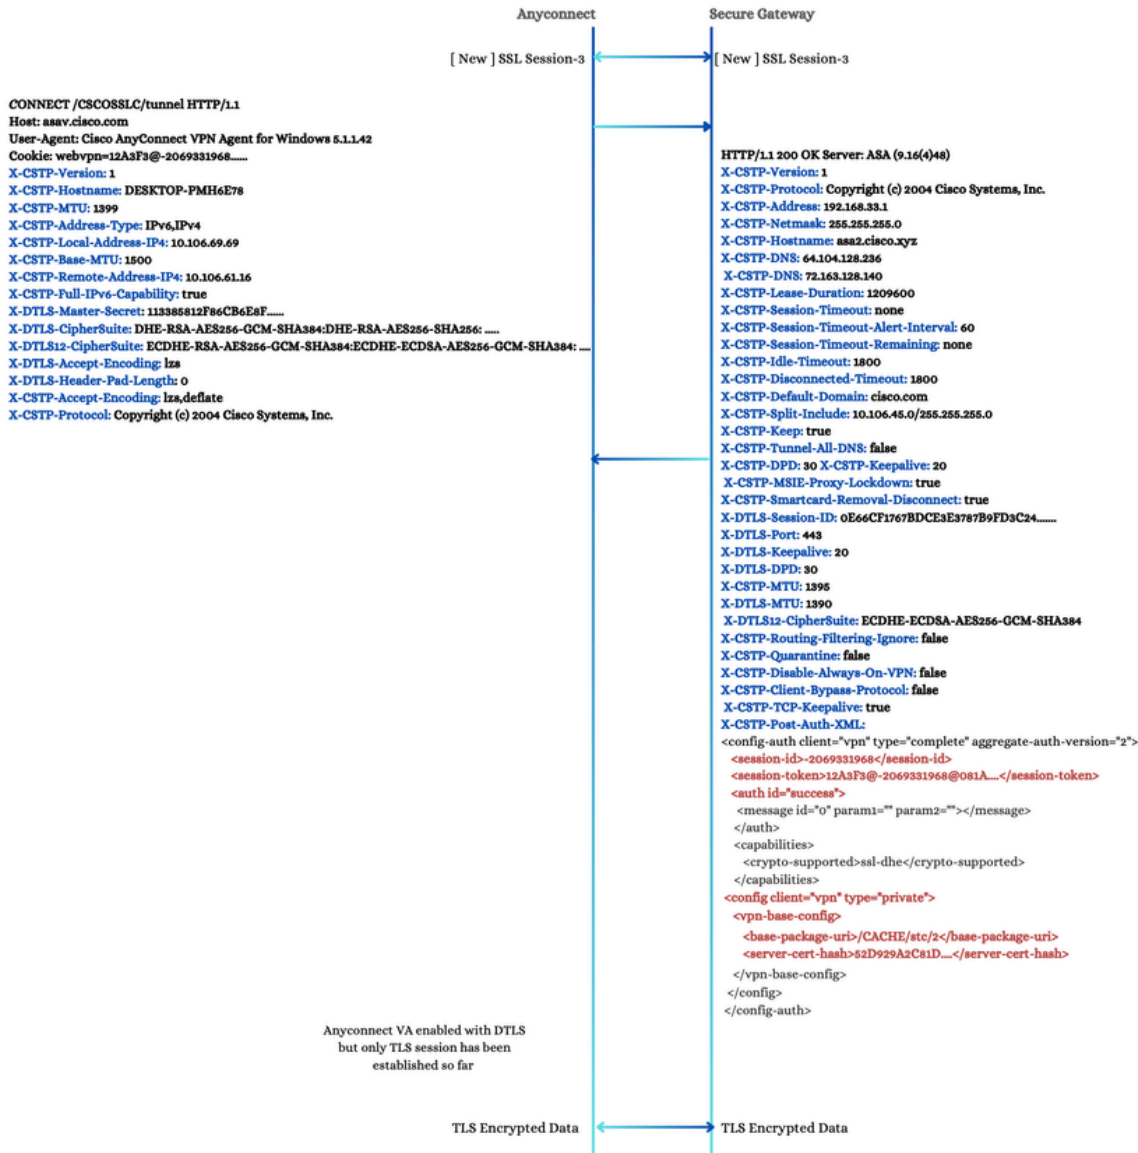 Anyconnect
Secure Gateway
[ New ] SSL Session-3
[ New ] SSL Session-3
CONNECT /CSCOSSLC/tunnel HTTP/1.1
Host: asav.cisco.com
User-Agent: Cisco AnyConnect VPN Agent for Windows 5.1.1.42
Cookie: webvpn=12A3F3@-2069331968......
X-CSTP-Version: 1
X-CSTP-Hostname: DESKTOP-PMH6E78
X-CSTP-MTU: 1399
X-CSTP-Address-Type: IPv6,IPv4
X-CSTP-Local-Address-IP4: 10.106.69.69
X-CSTP-Base-MTU: 1500
X-CSTP-Remote-Address-IP4: 10.106.61.16
X-CSTP-Full-IPv6-Capability: true
X-DTLS-Master-Secret: 113385812F86CB6E8F......
X-DTLS-CipherSuite: DHE-RSA-AES256-GCM-SHA384:DHE-RSA-AES256-SHA256: .....
X-DTLS12-CipherSuite: ECDHE-RSA-AES256-GCM-SHA384:ECDHE-ECDSA-AES256-GCM-SHA384: ....
X-DTLS-Accept-Encoding: lzs
X-DTLS-Header-Pad-Length: 0
X-CSTP-Accept-Encoding: lzs,deflate
X-CSTP-Protocol: Copyright (c) 2004 Cisco Systems, Inc.
HTTP/1.1 200 OK Server: ASA (9.16(4)48)
X-CSTP-Version: 1
X-CSTP-Protocol: Copyright (c) 2004 Cisco Systems, Inc.
X-CSTP-Address: 192.168.33.1
X-CSTP-Netmask: 255.255.255.0
X-CSTP-Hostname: asa2.cisco.xyz
X-CSTP-DNS: 64.104.128.236
X-CSTP-DNS: 72.163.128.140
X-CSTP-Lease-Duration: 1209600
X-CSTP-Session-Timeout: none
X-CSTP-Session-Timeout-Alert-Interval: 60
X-CSTP-Session-Timeout-Remaining: none
X-CSTP-Idle-Timeout: 1800
X-CSTP-Disconnected-Timeout: 1800
X-CSTP-Default-Domain: cisco.com
X-CSTP-Split-Include: 10.106.45.0/255.255.255.0
X-CSTP-Keep: true
X-CSTP-Tunnel-All-DNS: false
X-CSTP-DPD: 30 X-CSTP-Keepalive: 20
X-CSTP-MSIE-Proxy-Lockdown: true
X-CSTP-Smartcard-Removal-Disconnect: true
X-DTLS-Session-ID: 0E66CF1767BDCE3E3787B9FD3C24.......
X-DTLS-Port: 443
X-DTLS-Keepalive: 20
X-DTLS-DPD: 30
X-CSTP-MTU: 1395
X-DTLS-MTU: 1390
X-DTLS12-CipherSuite: ECDHE-ECDSA-AES256-GCM-SHA384
X-CSTP-Routing-Filtering-Ignore: false
X-CSTP-Quarantine: false
X-CSTP-Disable-Always-On-VPN: false
X-CSTP-Client-Bypass-Protocol: false
X-CSTP-TCP-Keepalive: true
X-CSTP-Post-Auth-XML:
<config-auth client="vpn" type="complete" aggregate-auth-version="2">
<session-id>-2069331968</session-id>
<session-token>12A3F3@-2069331968@081A....</session-token>
<auth id="success">
<message id="0" param1="" param2=""></message>
</auth>
<capabilities>
<crypto-supported>ssl-dhe</crypto-supported>
</capabilities>
<config client="vpn" type="private">
<vpn-base-config>
<base-package-uri>/CACHE/stc/2</base-package-uri>
<server-cert-hash>52D929A2C81D....</server-cert-hash>
</vpn-base-config>
</config>
</config-auth>
Anyconnect VA enabled with DTLS
but only TLS session has been
established so far
TLS Encrypted Data
TLS Encrypted Data